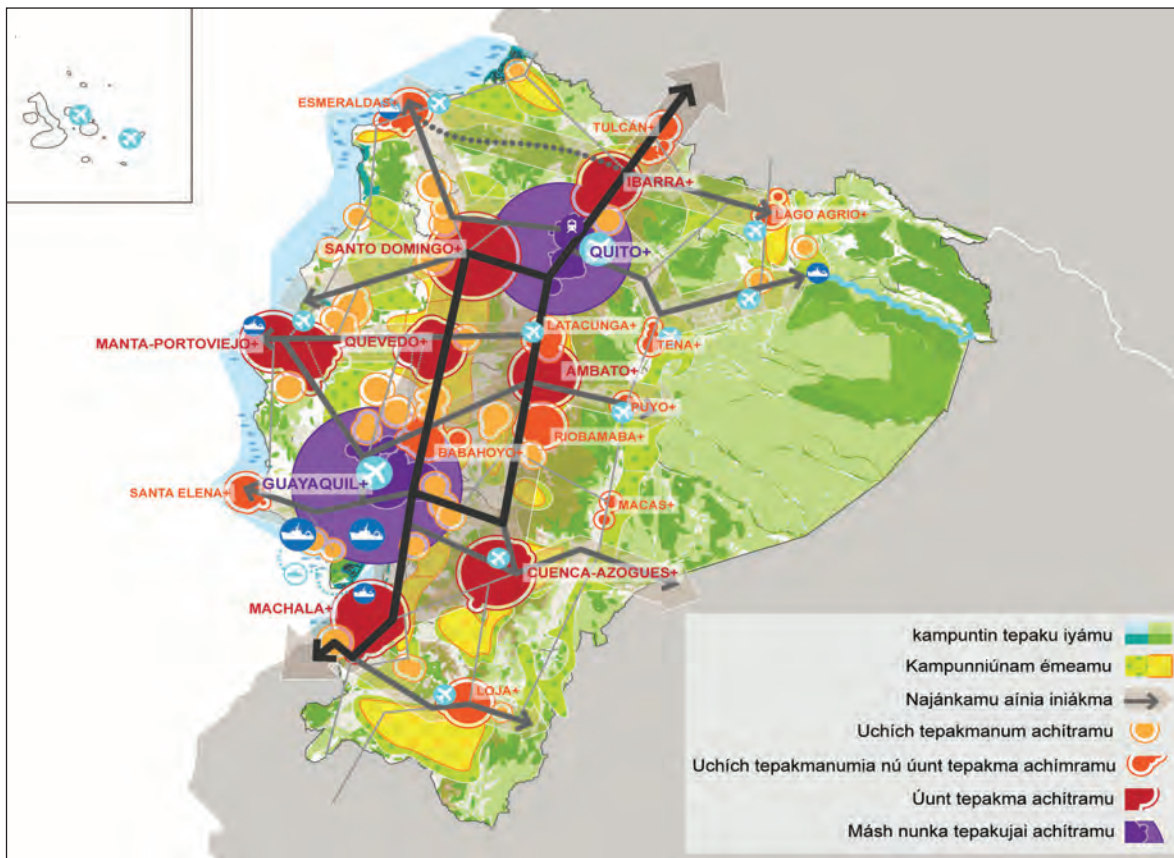 ESMERALDAS+
TULCÁN+
IBARRA+
LAGO AGRIO+
SANTO DOMINGO+
QUITO+
LATACUNGA+
MANTA-PORTOVIEJO+
QUEVEDO+
TENA+
AMBATO+
PUYO+
RIOBAMABA+
BABAHOYO+
GUAYAQUIL+
SANTA ELENA+
MACAS+
CUENCA-AZOGUES+
MACHALA+
LOJA+
kampuntin tepaku iyámu
Kampunniúnam émeamu
Najánkamu aínia iniákma
Uchích tepakmanum achítramu
Uchích tepakmanumia nú úunt tepakma achímramu
Úunt tepakma achítramu
Másh nunka tepakujai achítramu